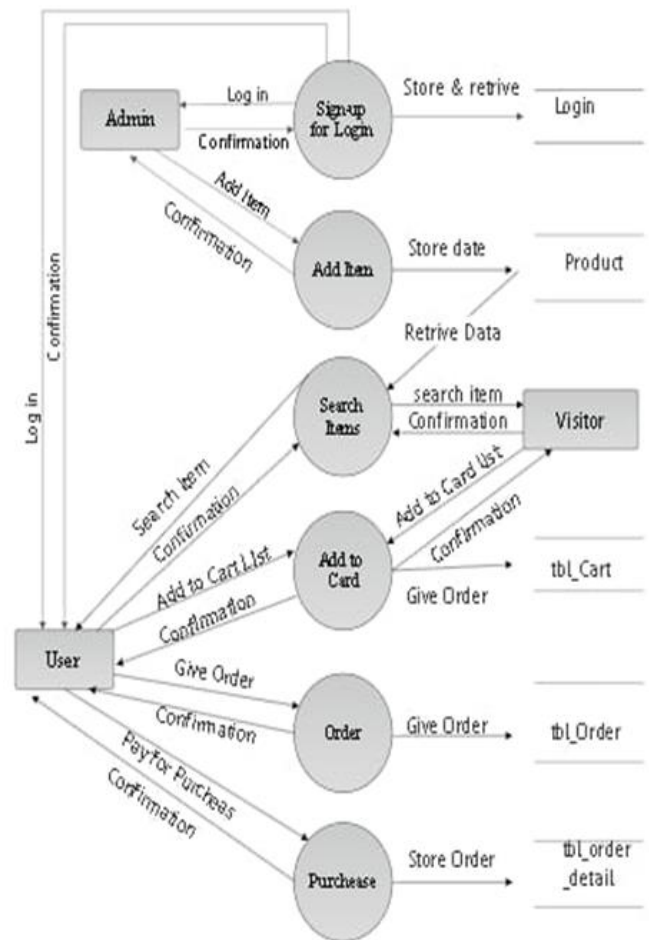 Log in
Sign-up
for Login
Store & retrive
Login
Admin
Confirmation
Add Item
Confirmation
Add Item
Store date
Product
Confirmation
Log in
Retrive Data
Search
Items
search item
Confirmation
Visitor
Search Item
Confirmation
Add to Card List
Confirmation
Add to Cart List
Confirmation
Add to
Card
tbl_Cart
Give Order
User
Give Order
Confirmation
Order
Give Order
tbl_Order
Pay for Purcheas
Confirmation
Purchease
Store Order
tbl_order
_detail